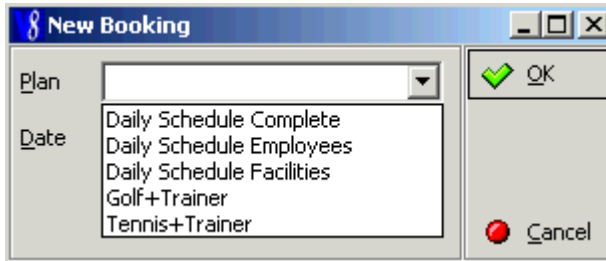 New Booking
Plan
OK
Date
Daily Schedule Complete
Daily Schedule Employees
Daily Schedule Facilities
Golf+Trainer
Tennis+Trainer
Cancel